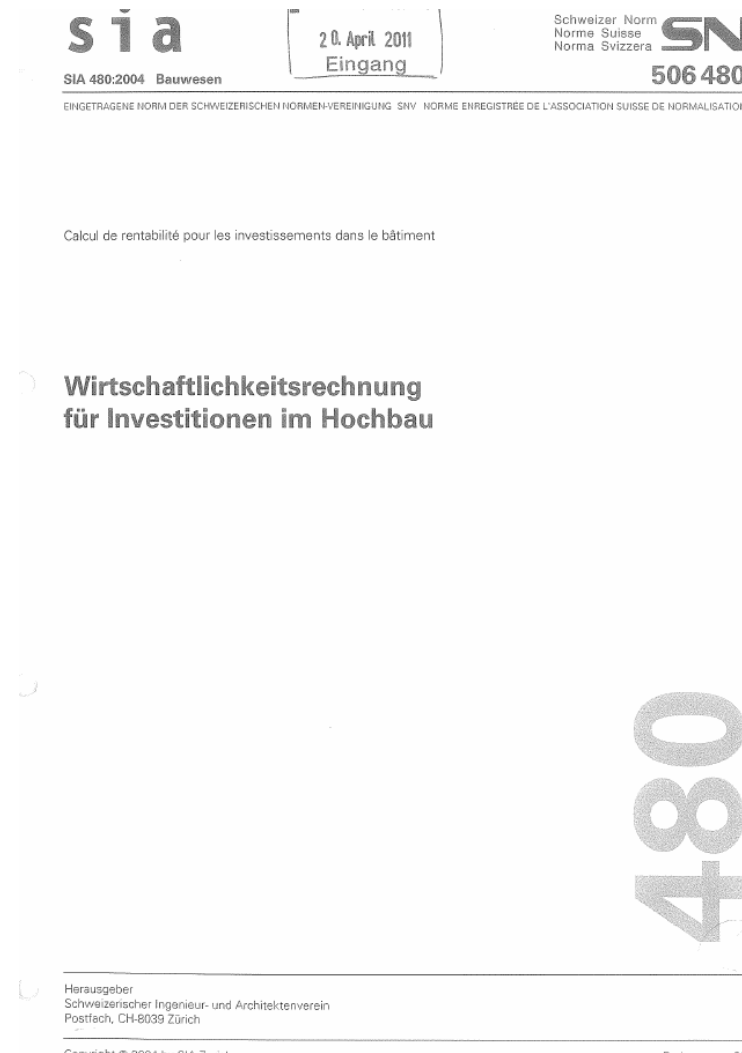 sia
20. April 2011
Eingang
Schweizer Norm
Norme Suisse
Norma Svizzera
SN
SIA 480:2004 Bauwesen
506 480
EINGETRAGENE NORM DER SCHWEIZERISCHEN NORMEN-VEREINIGUNG SNV NORME ENREGISTRÉE DE L'ASSOCIATION SUISSE DE NORMALISATION
Calcul de rentabilité pour les investissements dans le bâtiment
Wirtschaftlichkeitsrechnung
für Investitionen im Hochbau
480
Herausgeber
Schweizerischer Ingenieur- und Architektenverein
Postfach, CH-8039 Zürich